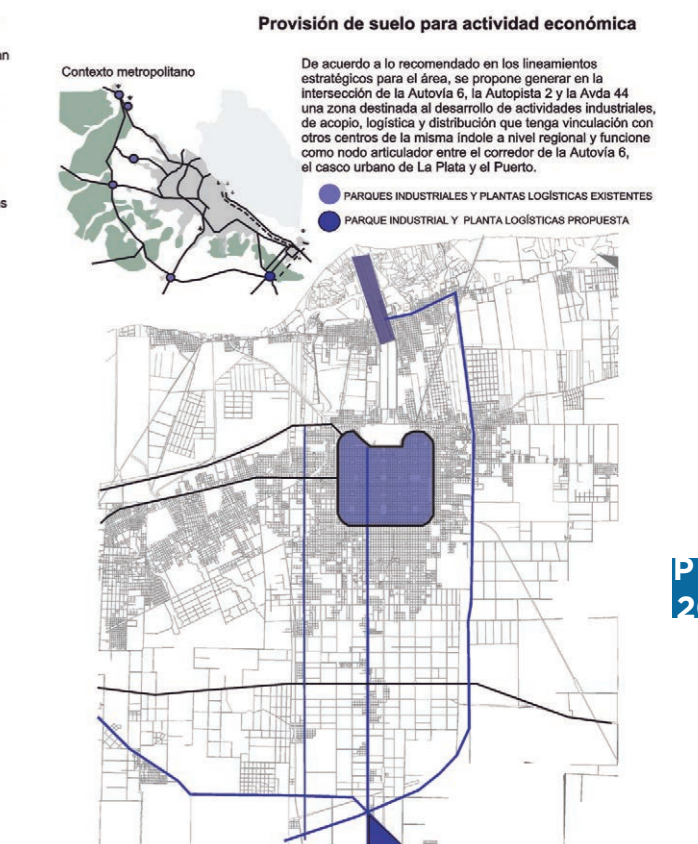 Provisión de suelo para actividad económica
an
Contexto metropolitano
De acuerdo a lo recomendado en los lineamientos
estratégicos para el área, se propone generar en la
intersección de la Autovía 6, la Autopista 2 y la Avda 44
una zona destinada al desarrollo de actividades industriales,
de acopio, logística y distribución que tenga vinculación con
otros centros de la misma índole a nivel regional y funcione
como nodo articulador entre el corredor de la Autovía 6,
el casco urbano de La Plata y el Puerto.
PARQUES INDUSTRIALES Y PLANTAS LOGÍSTICAS EXISTENTES
s
PARQUE INDUSTRIAL Y PLANTA LOGÍSTICAS PROPUESTA
P